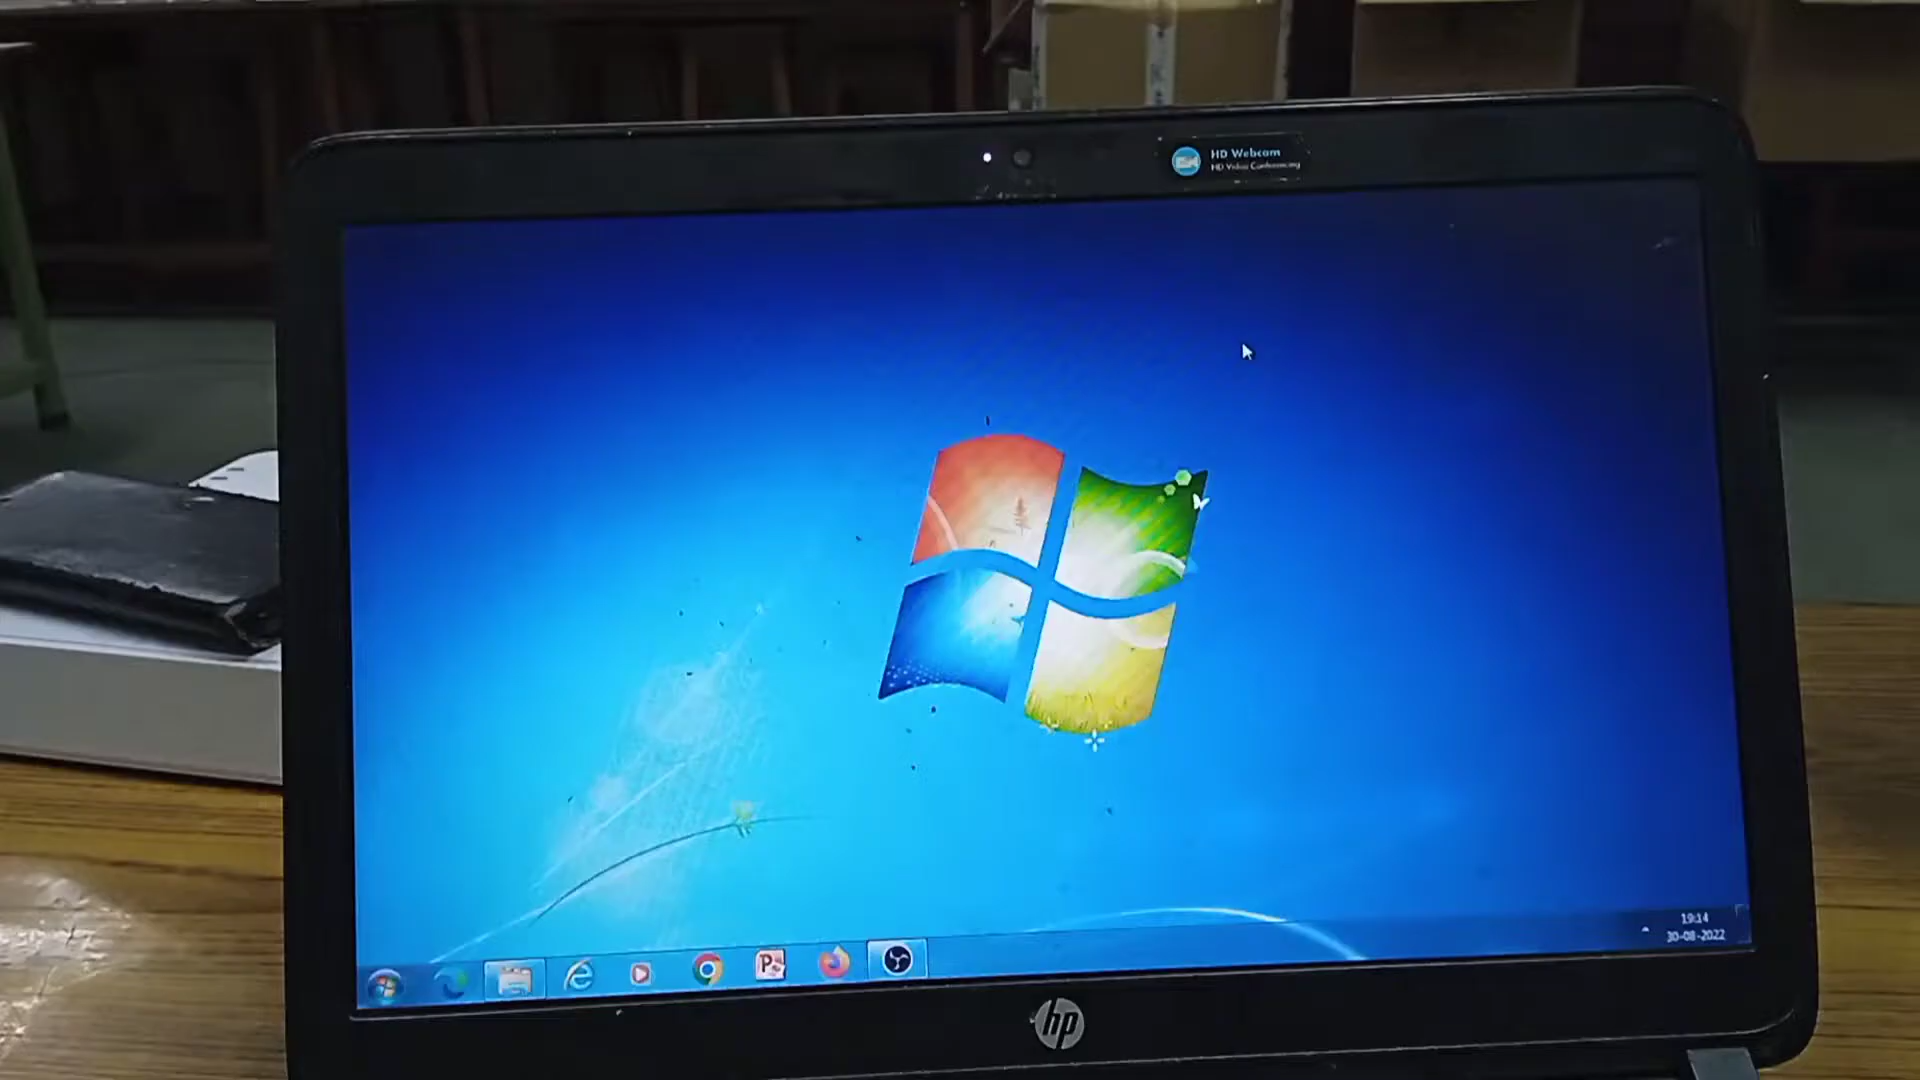 HD Webcam
HD Video Conferencing
19:14
30-08-2022
hp